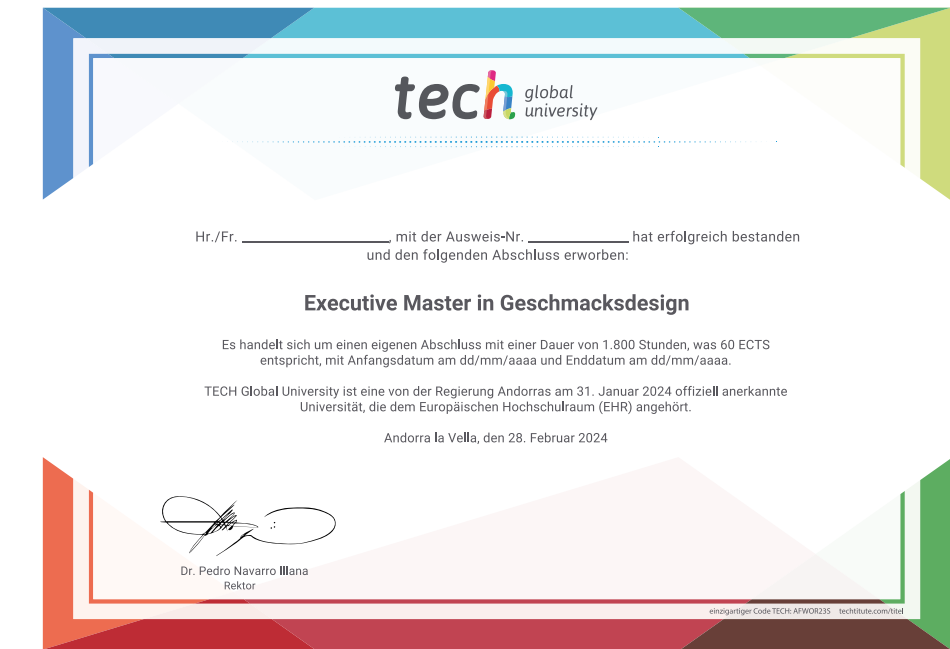 tech global university
Hr./Fr. ____________________, mit der Ausweis-Nr. ______________ hat erfolgreich bestanden
und den folgenden Abschluss erworben:
Executive Master in Geschmacksdesign
Es handelt sich um einen eigenen Abschluss mit einer Dauer von 1.800 Stunden, was 60 ECTS
entspricht, mit Anfangsdatum am dd/mm/aaaa und Enddatum am dd/mm/aaaa.
TECH Global University ist eine von der Regierung Andorras am 31. Januar 2024 offiziell anerkannte
Universität, die dem Europäischen Hochschulraum (EHR) angehört.
Andorra la Vella, den 28. Februar 2024
Dr. Pedro Navarro Illana
Rektor
einzigartiger Code TECH: AFWOR23S techtitute.com/titel